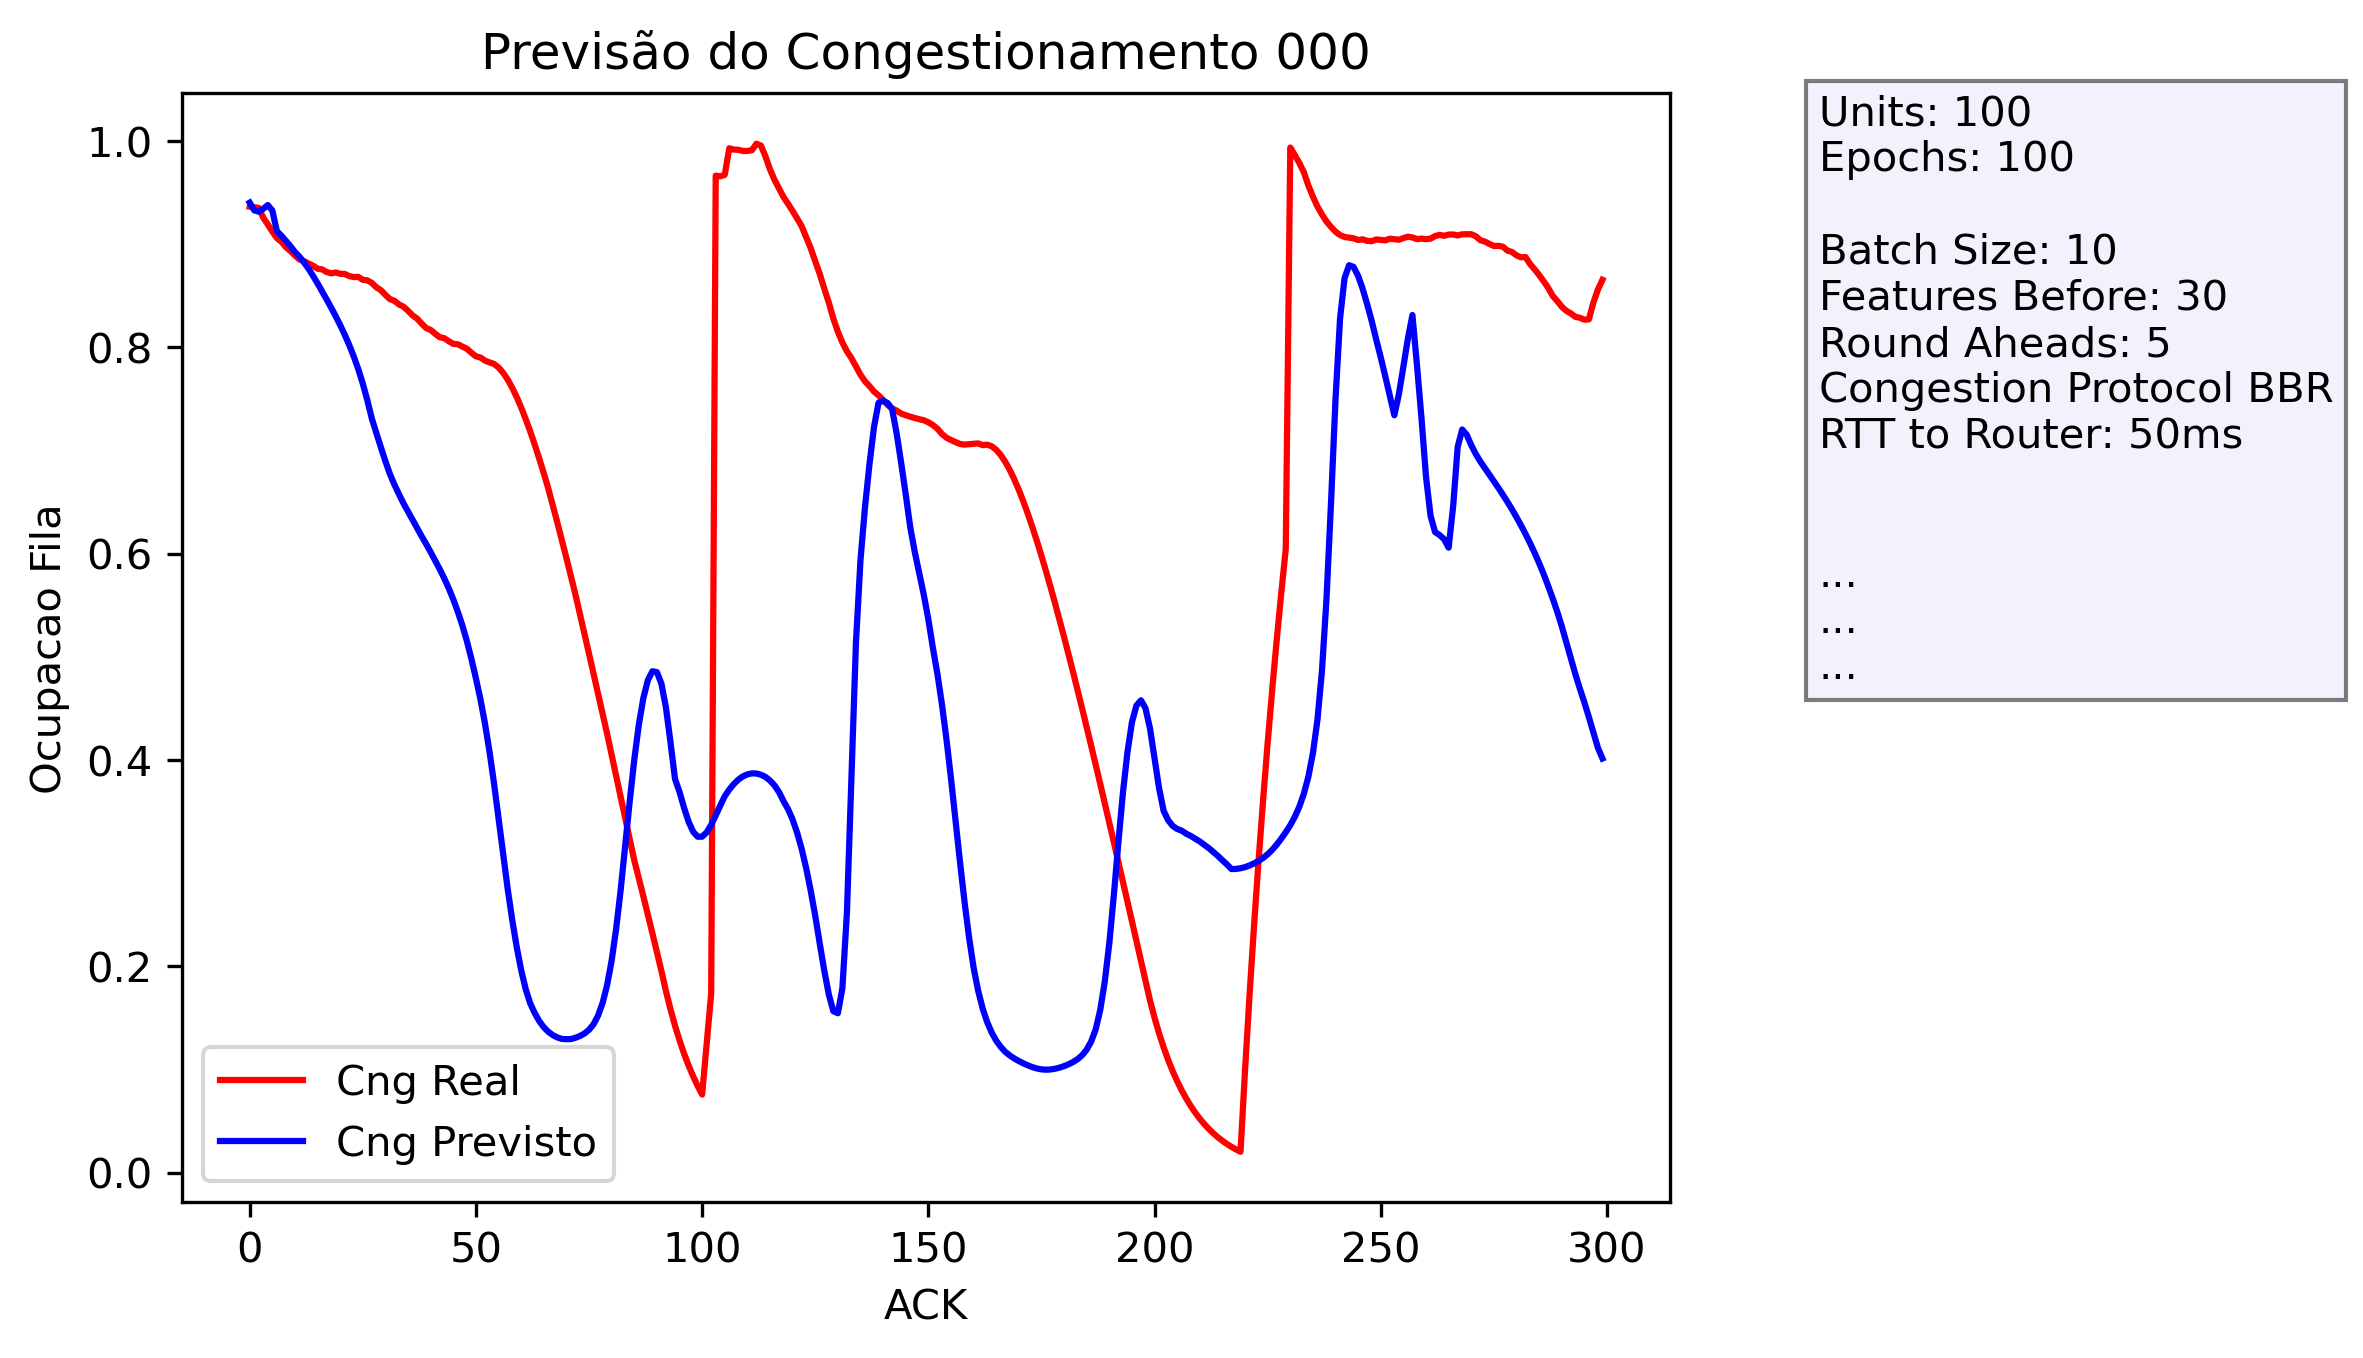 Previsão do Congestionamento 000
Ocupacao Fila
1.0
0.8
0.6
0.4
0.2
0.0
0
50
100
150
200
250
300
ACK
Cng Real
Cng Previsto
Units: 100
Epochs: 100
Batch Size: 10
Features Before: 30
Round Aheads: 5
Congestion Protocol BBR
RTT to Router: 50ms
...
...
...